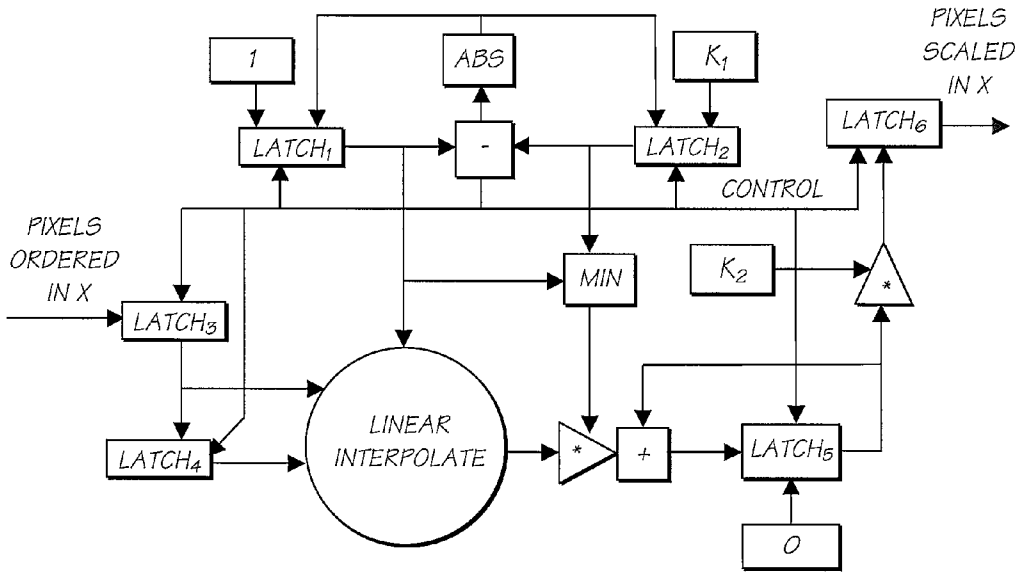 PIXELS
SCALED
IN X
1
ABS
K₁
LATCH₁
-
LATCH₂
LATCH₆
CONTROL
PIXELS
ORDERED
IN X
MIN
K₂
*
LATCH₃
LINEAR
INTERPOLATE
LATCH₄
*
+
LATCH₅
0